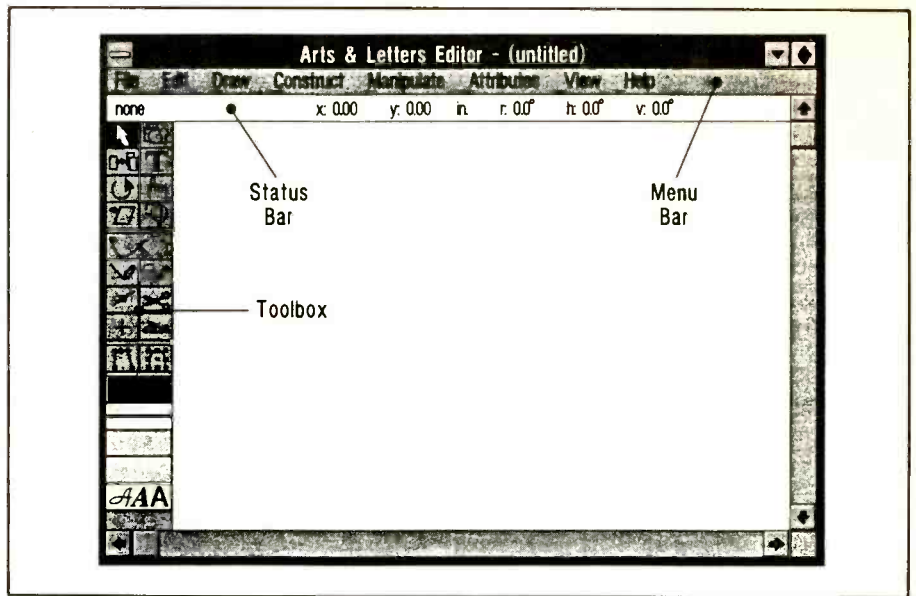 Arts & Letters Editor - (untitled)
File Edit Draw Construct Manipulate Attributes View Help
none x: 0.00 y: 0.00 in. r: 0.0° h: 0.0° v: 0.0°
Status
Bar
Menu
Bar
Toolbox
T
AAA